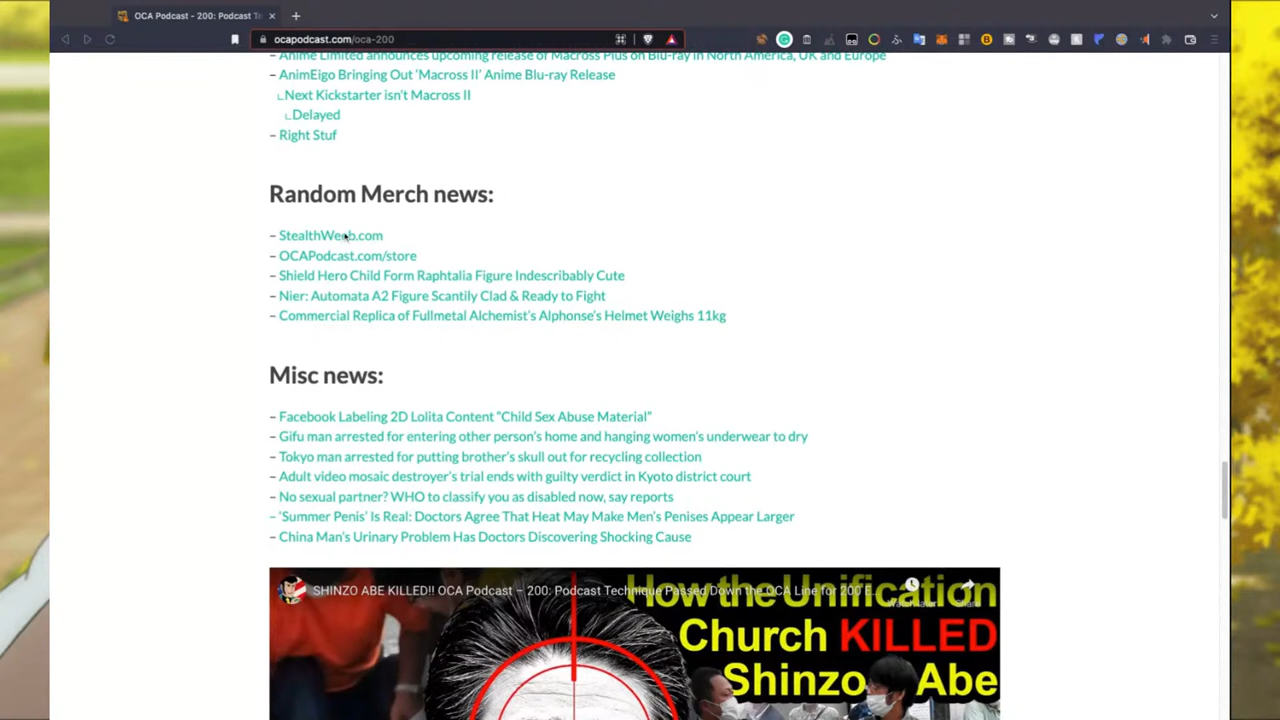 OCA Podcast - 200: Podcast Te
ocapodcast.com/oca-200
– Anime Limited announces upcoming release of Macross Plus on Blu-ray in North America, UK and Europe
– AnimEigo Bringing Out ‘Macross II’ Anime Blu-ray Release
∟Next Kickstarter isn't Macross II
∟Delayed
– Right Stuf
Random Merch news:
– StealthWeeb.com
– OCAPodcast.com/store
– Shield Hero Child Form Raphtalia Figure Indescribably Cute
– Nier: Automata A2 Figure Scantily Clad & Ready to Fight
– Commercial Replica of Fullmetal Alchemist’s Alphonse’s Helmet Weighs 11kg
Misc news:
– Facebook Labeling 2D Lolita Content “Child Sex Abuse Material”
– Gifu man arrested for entering other person’s home and hanging women’s underwear to dry
– Tokyo man arrested for putting brother’s skull out for recycling collection
– Adult video mosaic destroyer’s trial ends with guilty verdict in Kyoto district court
– No sexual partner? WHO to classify you as disabled now, say reports
– ‘Summer Penis’ Is Real: Doctors Agree That Heat May Make Men’s Penises Appear Larger
– China Man’s Urinary Problem Has Doctors Discovering Shocking Cause
SHINZO ABE KILLED!! OCA Podcast – 200: Podcast Technique Passed Down the OCA Line for 200 E...
Watch later Share
How the Unification
Church KILLED
Shinzo Abe